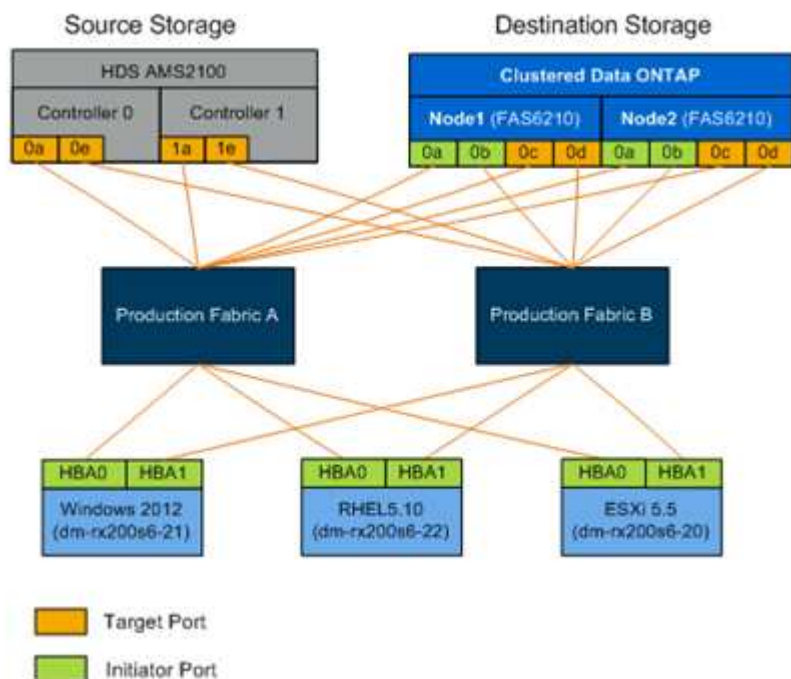 Source Storage
Destination Storage
HDS AMS2100
Controller 0
Controller 1
0a 0e 1a 1e
Clustered Data ONTAP
Node1 (FAS6210)
Node2 (FAS6210)
0a 0b 0c 0d 0a 0b 0c 0d
Production Fabric A
Production Fabric B
HBA0 HBA1
Windows 2012
(dm-rx200s6-21)
HBA0 HBA1
RHEL5.10
(dm-rx200s6-22)
HBA0 HBA1
ESXi 5.5
(dm-rx200s6-20)
Target Port
Initiator Port